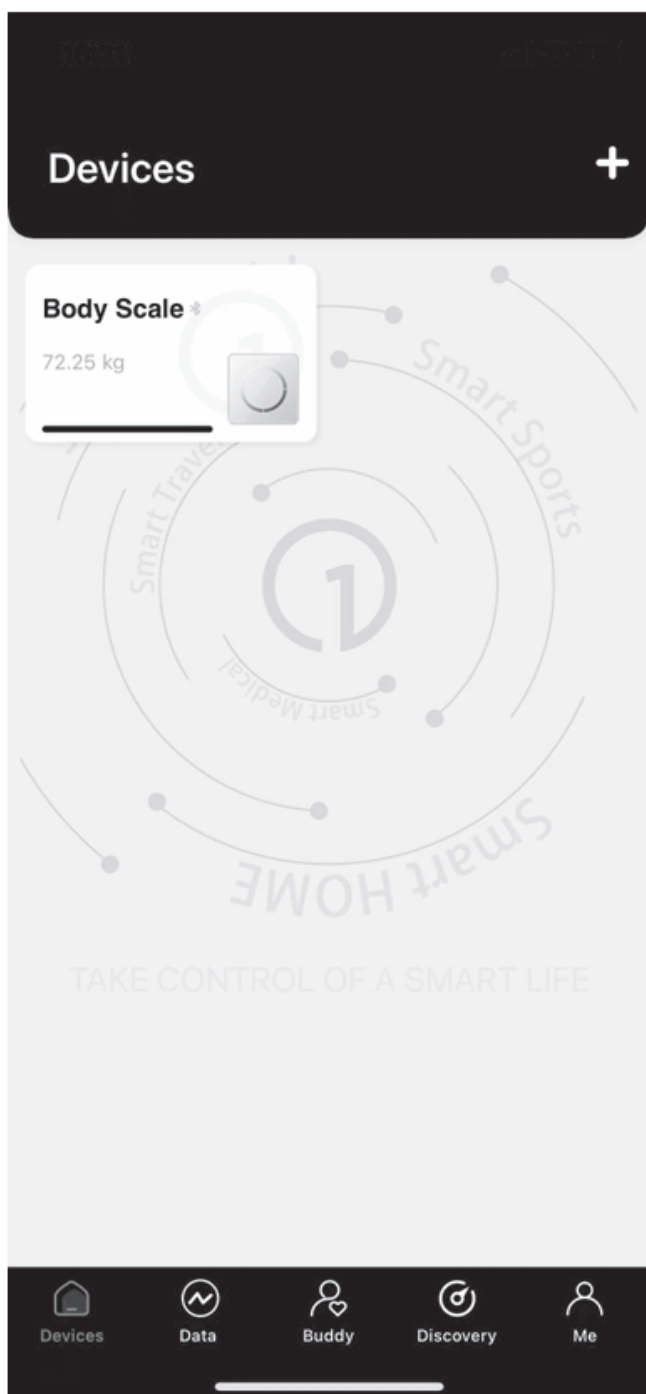 Devices
+
Body Scale
72.25 kg
Smart Sports
Smart Travel
1
Smart Medical
Smart HOME
TAKE CONTROL OF A SMART LIFE
Devices
Data
Buddy
Discovery
Me